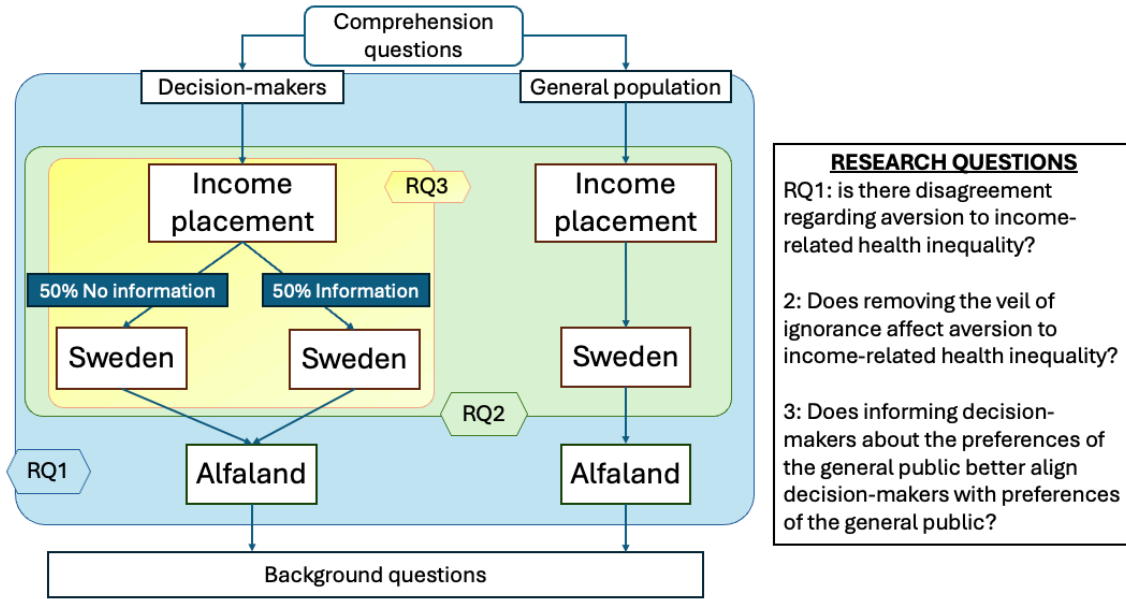 Comprehension
questions
Decision-makers
General population
Income
placement
RQ3
Income
placement
50% No information
50% Information
Sweden
Sweden
Sweden
RQ2
RQ1
Alfaland
Alfaland
Background questions
RESEARCH QUESTIONS
RQ1: is there disagreement
regarding aversion to income-
related health inequality?
2: Does removing the veil of
ignorance affect aversion to
income-related health inequality?
3: Does informing decision-
makers about the preferences of
the general public better align
decision-makers with preferences
of the general public?